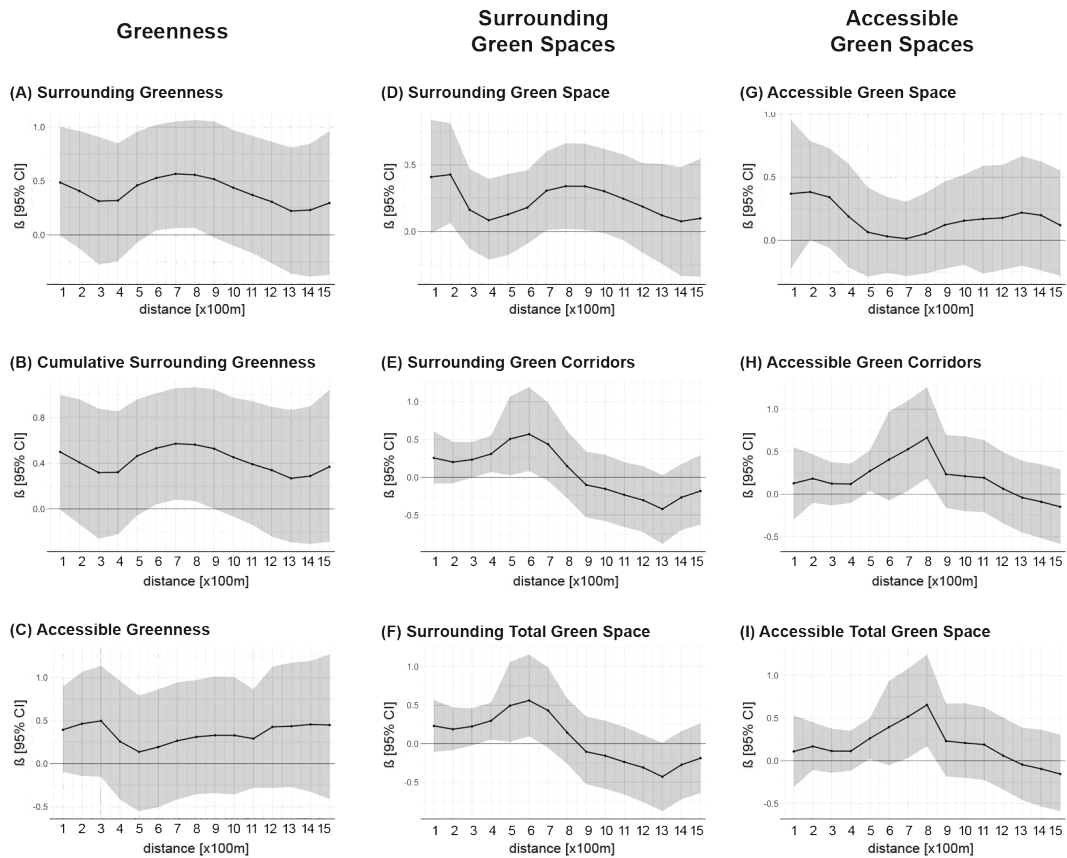 Greenness
Surrounding
Green Spaces
Accessible
Green Spaces
(A) Surrounding Greenness
1.0
0.5
0.0
ß [95% CI]
1 2 3 4 5 6 7 8 9 10 11 12 13 14 15
distance [x100m]
(D) Surrounding Green Space
0.5
0.0
ß [95% CI]
1 2 3 4 5 6 7 8 9 10 11 12 13 14 15
distance [x100m]
(G) Accessible Green Space
1.0
0.5
0.0
ß [95% CI]
1 2 3 4 5 6 7 8 9 10 11 12 13 14 15
distance [x100m]
(B) Cumulative Surrounding Greenness
0.8
0.4
0.0
ß [95% CI]
1 2 3 4 5 6 7 8 9 10 11 12 13 14 15
distance [x100m]
(E) Surrounding Green Corridors
1.0
0.5
0.0
-0.5
ß [95% CI]
1 2 3 4 5 6 7 8 9 10 11 12 13 14 15
distance [x100m]
(H) Accessible Green Corridors
1.0
0.5
0.0
-0.5
ß [95% CI]
1 2 3 4 5 6 7 8 9 10 11 12 13 14 15
distance [x100m]
(C) Accessible Greenness
1.0
0.5
0.0
-0.5
ß [95% CI]
1 2 3 4 5 6 7 8 9 10 11 12 13 14 15
distance [x100m]
(F) Surrounding Total Green Space
1.0
0.5
0.0
-0.5
ß [95% CI]
1 2 3 4 5 6 7 8 9 10 11 12 13 14 15
distance [x100m]
(I) Accessible Total Green Space
1.0
0.5
0.0
-0.5
ß [95% CI]
1 2 3 4 5 6 7 8 9 10 11 12 13 14 15
distance [x100m]